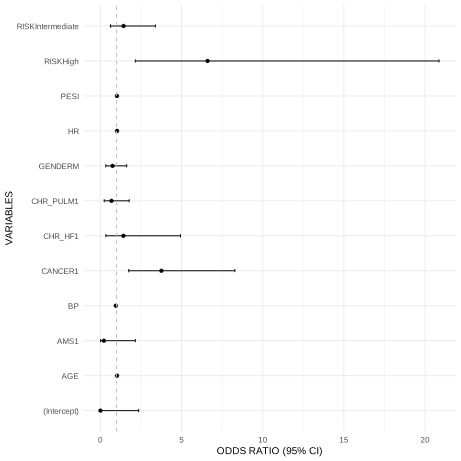 RISKIntermediate
RISKHigh
PESI
HR
GENDERM
CHR_PULM1
CHR_HF1
CANCER1
BP
AMS1
AGE
(Intercept)
VARIABLES
0 5 10 15 20
ODDS RATIO (95% CI)